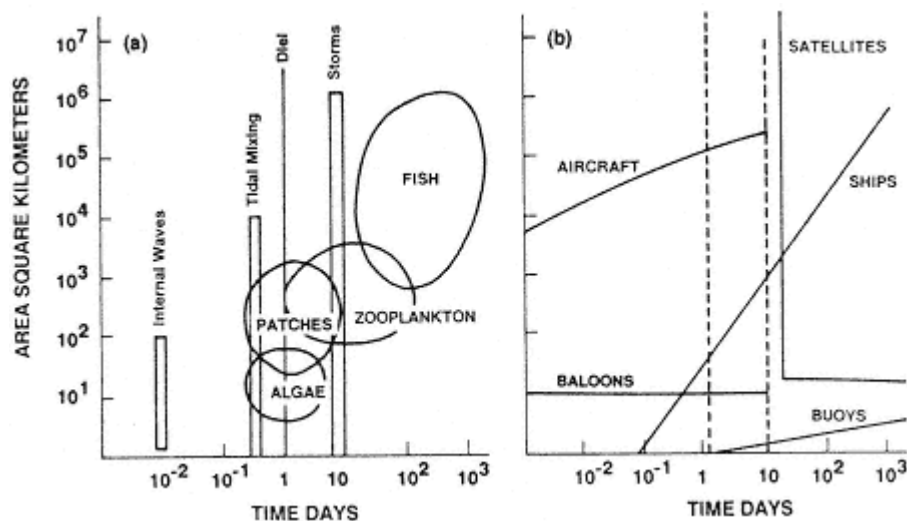 AREA SQUARE KILOMETERS
10⁷
10⁶
10⁵
10⁴
10³
10²
10¹
(a)
Internal Waves
Tidal Mixing
Diel
Storms
FISH
PATCHES
ZOOPLANKTON
ALGAE
10⁻²
10⁻¹
1
10
10²
10³
TIME DAYS
(b)
SATELLITES
AIRCRAFT
SHIPS
BALOONS
BUOYS
10⁻²
10⁻¹
1
10
10²
10³
TIME DAYS